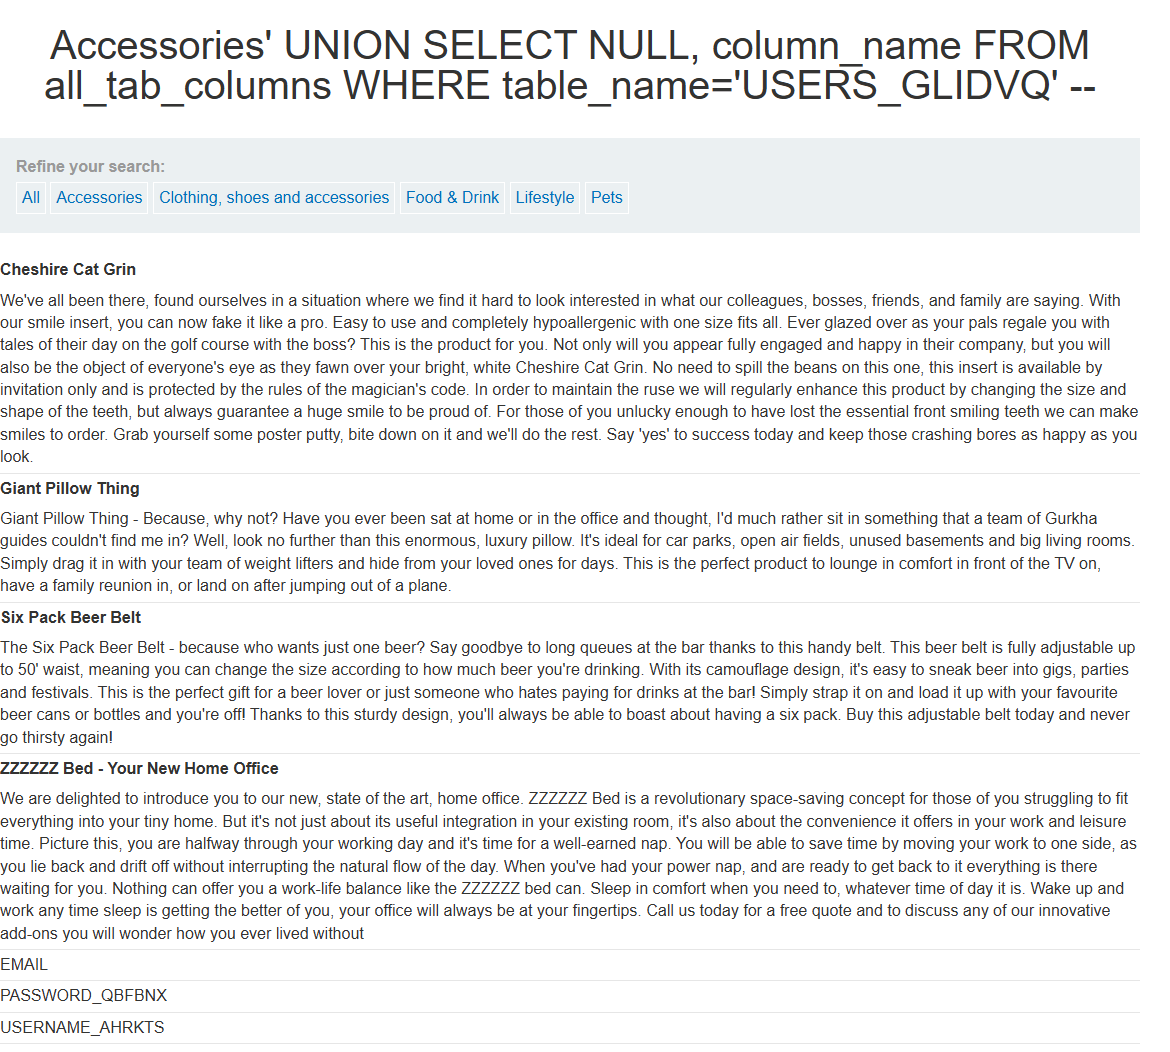 Accessories' UNION SELECT NULL, column_name FROM
all_tab_columns WHERE table_name='USERS_GLIDVQ' --
Refine your search:
All Accessories Clothing, shoes and accessories Food & Drink Lifestyle Pets
Cheshire Cat Grin
We've all been there, found ourselves in a situation where we find it hard to look interested in what our colleagues, bosses, friends, and family are saying. With
our smile insert, you can now fake it like a pro. Easy to use and completely hypoallergenic with one size fits all. Ever glazed over as your pals regale you with
tales of their day on the golf course with the boss? This is the product for you. Not only will you appear fully engaged and happy in their company, but you will
also be the object of everyone's eye as they fawn over your bright, white Cheshire Cat Grin. No need to spill the beans on this one, this insert is available by
invitation only and is protected by the rules of the magician's code. In order to maintain the ruse we will regularly enhance this product by changing the size and
shape of the teeth, but always guarantee a huge smile to be proud of. For those of you unlucky enough to have lost the essential front smiling teeth we can make
smiles to order. Grab yourself some poster putty, bite down on it and we'll do the rest. Say 'yes' to success today and keep those crashing bores as happy as you
look.
Giant Pillow Thing
Giant Pillow Thing - Because, why not? Have you ever been sat at home or in the office and thought, I'd much rather sit in something that a team of Gurkha
guides couldn't find me in? Well, look no further than this enormous, luxury pillow. It's ideal for car parks, open air fields, unused basements and big living rooms.
Simply drag it in with your team of weight lifters and hide from your loved ones for days. This is the perfect product to lounge in comfort in front of the TV on,
have a family reunion in, or land on after jumping out of a plane.
Six Pack Beer Belt
The Six Pack Beer Belt - because who wants just one beer? Say goodbye to long queues at the bar thanks to this handy belt. This beer belt is fully adjustable up
to 50' waist, meaning you can change the size according to how much beer you're drinking. With its camouflage design, it's easy to sneak beer into gigs, parties
and festivals. This is the perfect gift for a beer lover or just someone who hates paying for drinks at the bar! Simply strap it on and load it up with your favourite
beer cans or bottles and you're off! Thanks to this sturdy design, you'll always be able to boast about having a six pack. Buy this adjustable belt today and never
go thirsty again!
ZZZZZZ Bed - Your New Home Office
We are delighted to introduce you to our new, state of the art, home office. ZZZZZZ Bed is a revolutionary space-saving concept for those of you struggling to fit
everything into your tiny home. But it's not just about its useful integration in your existing room, it's also about the convenience it offers in your work and leisure
time. Picture this, you are halfway through your working day and it's time for a well-earned nap. You will be able to save time by moving your work to one side, as
you lie back and drift off without interrupting the natural flow of the day. When you've had your power nap, and are ready to get back to it everything is there
waiting for you. Nothing can offer you a work-life balance like the ZZZZZZ bed can. Sleep in comfort when you need to, whatever time of day it is. Wake up and
work any time sleep is getting the better of you, your office will always be at your fingertips. Call us today for a free quote and to discuss any of our innovative
add-ons you will wonder how you ever lived without
EMAIL
PASSWORD_QBFBNX
USERNAME_AHRKTS